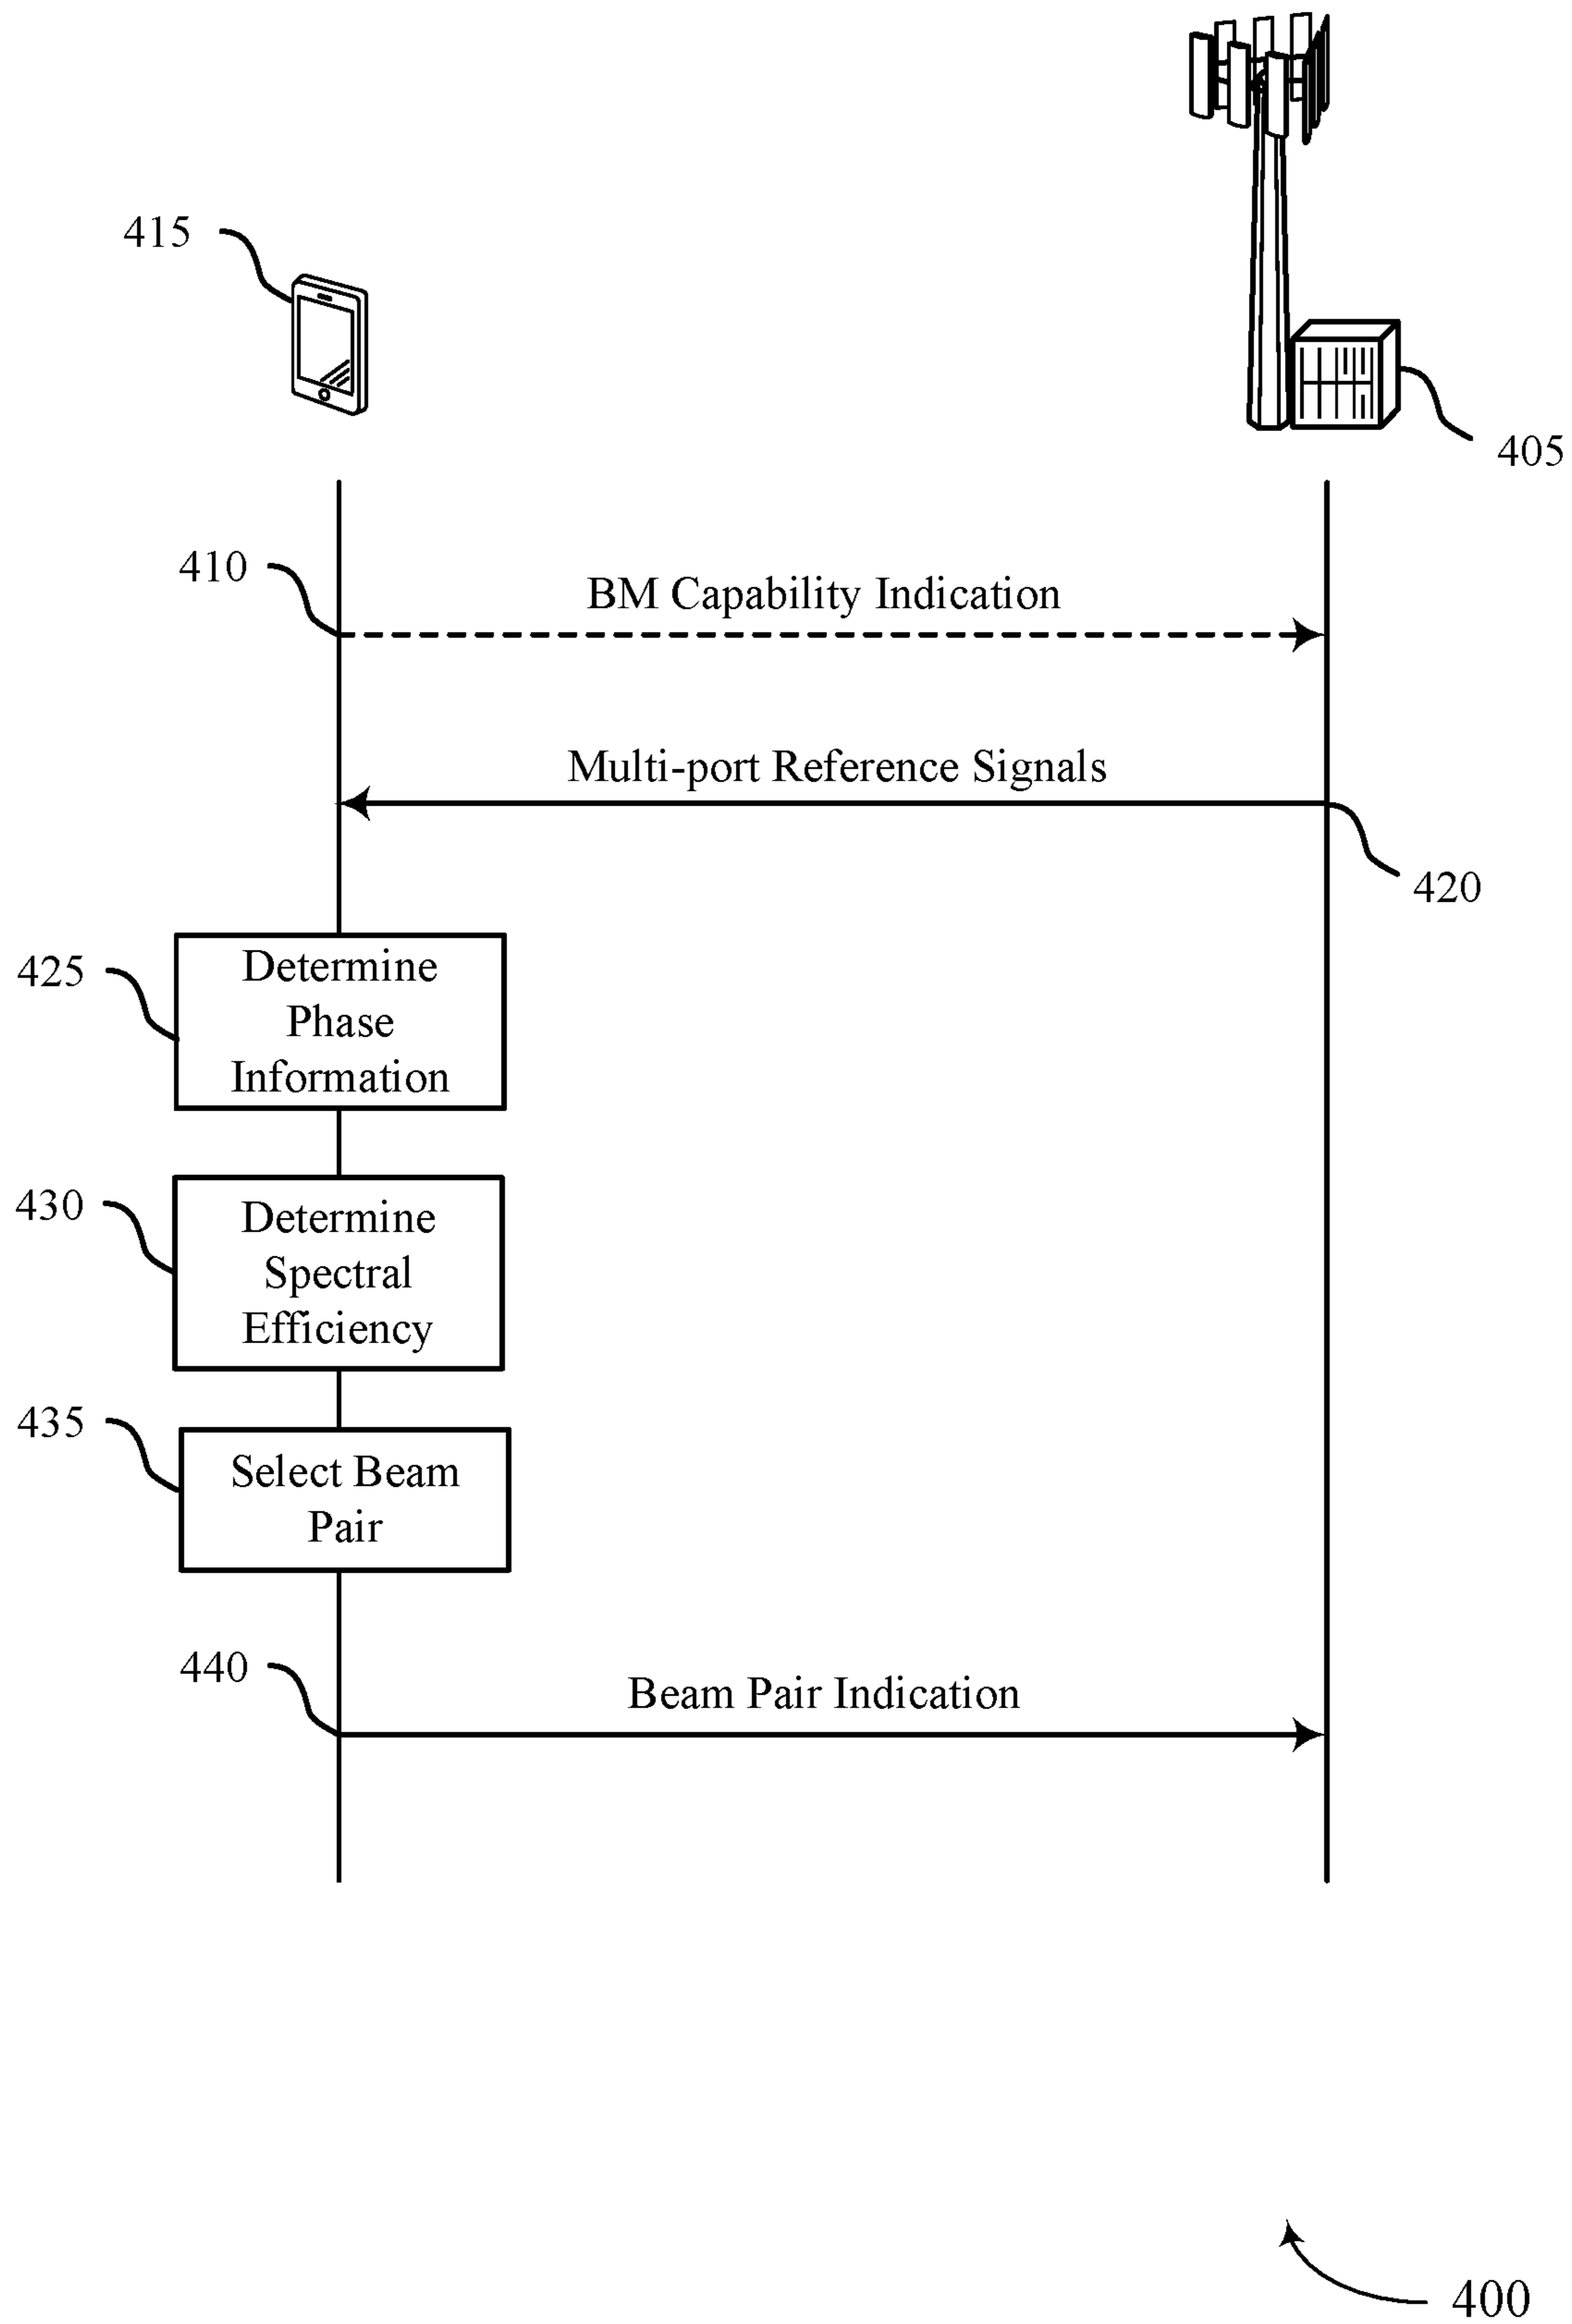 415
405
410
BM Capability Indication
Multi-port Reference Signals
420
425
Determine
Phase
Information
430
Determine
Spectral
Efficiency
435
Select Beam
Pair
440
Beam Pair Indication
400